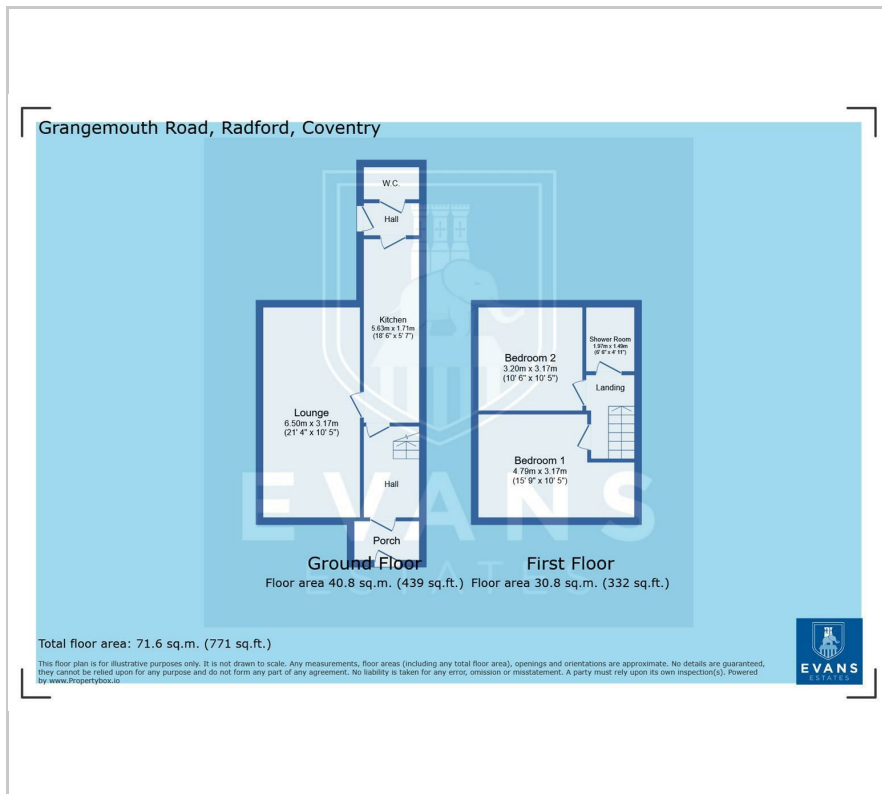 Grangemouth Road, Radford, Coventry
W.C.
Hall
Kitchen
5.63m x 1.71m
(18' 6" x 5' 7")
Lounge
6.50m x 3.17m
(21' 4" x 10' 5")
Hall
Porch
Ground Floor
Floor area 40.8 sq.m. (439 sq.ft.)
Shower Room
1.97m x 1.49m
(6' 6" x 4' 11")
Bedroom 2
3.20m x 3.17m
(10' 6" x 10' 5")
Landing
Bedroom 1
4.79m x 3.17m
(15' 9" x 10' 5")
First Floor
Floor area 30.8 sq.m. (332 sq.ft.)
EVANS
ESTATES
Total floor area: 71.6 sq.m. (771 sq.ft.)
This floor plan is for illustrative purposes only. It is not drawn to scale. Any measurements, floor areas (including any total floor area), openings and orientations are approximate. No details are guaranteed,
they cannot be relied upon for any purpose and do not form any part of any agreement. No liability is taken for any error, omission or misstatement. A party must rely upon its own inspection(s). Powered
by www.Propertybox.io
EVANS
ESTATES